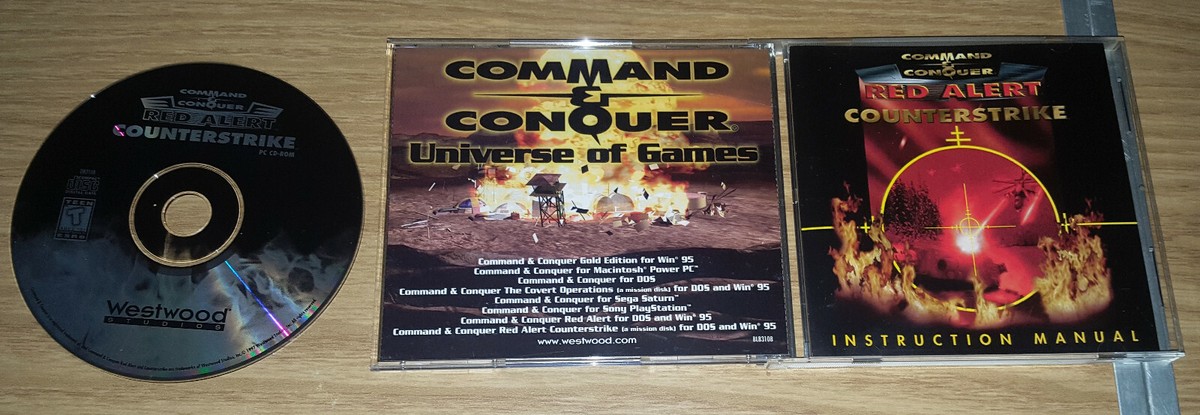 COMMAND
&
CONQUER
RED ALERT
COUNTERSTRIKE
PC CD-ROM
TEEN
T
ESRB
Westwood
STUDIOS
COMMAND
&
CONQUER®
Universe of Games
Command & Conquer Gold Edition for Win® 95
Command & Conquer for Macintosh® Power PC™
Command & Conquer for DOS
Command & Conquer The Covert Operations (a mission disk) for DOS and Win® 95
Command & Conquer for Sega Saturn™
Command & Conquer for Sony PlayStation™
Command & Conquer Red Alert for DOS and Win® 95
Command & Conquer Red Alert Counterstrike (a mission disk) for DOS and Win® 95
www.westwood.com
BLB3108
COMMAND
&
CONQUER
RED ALERT
COUNTERSTRIKE
INSTRUCTION MANUAL